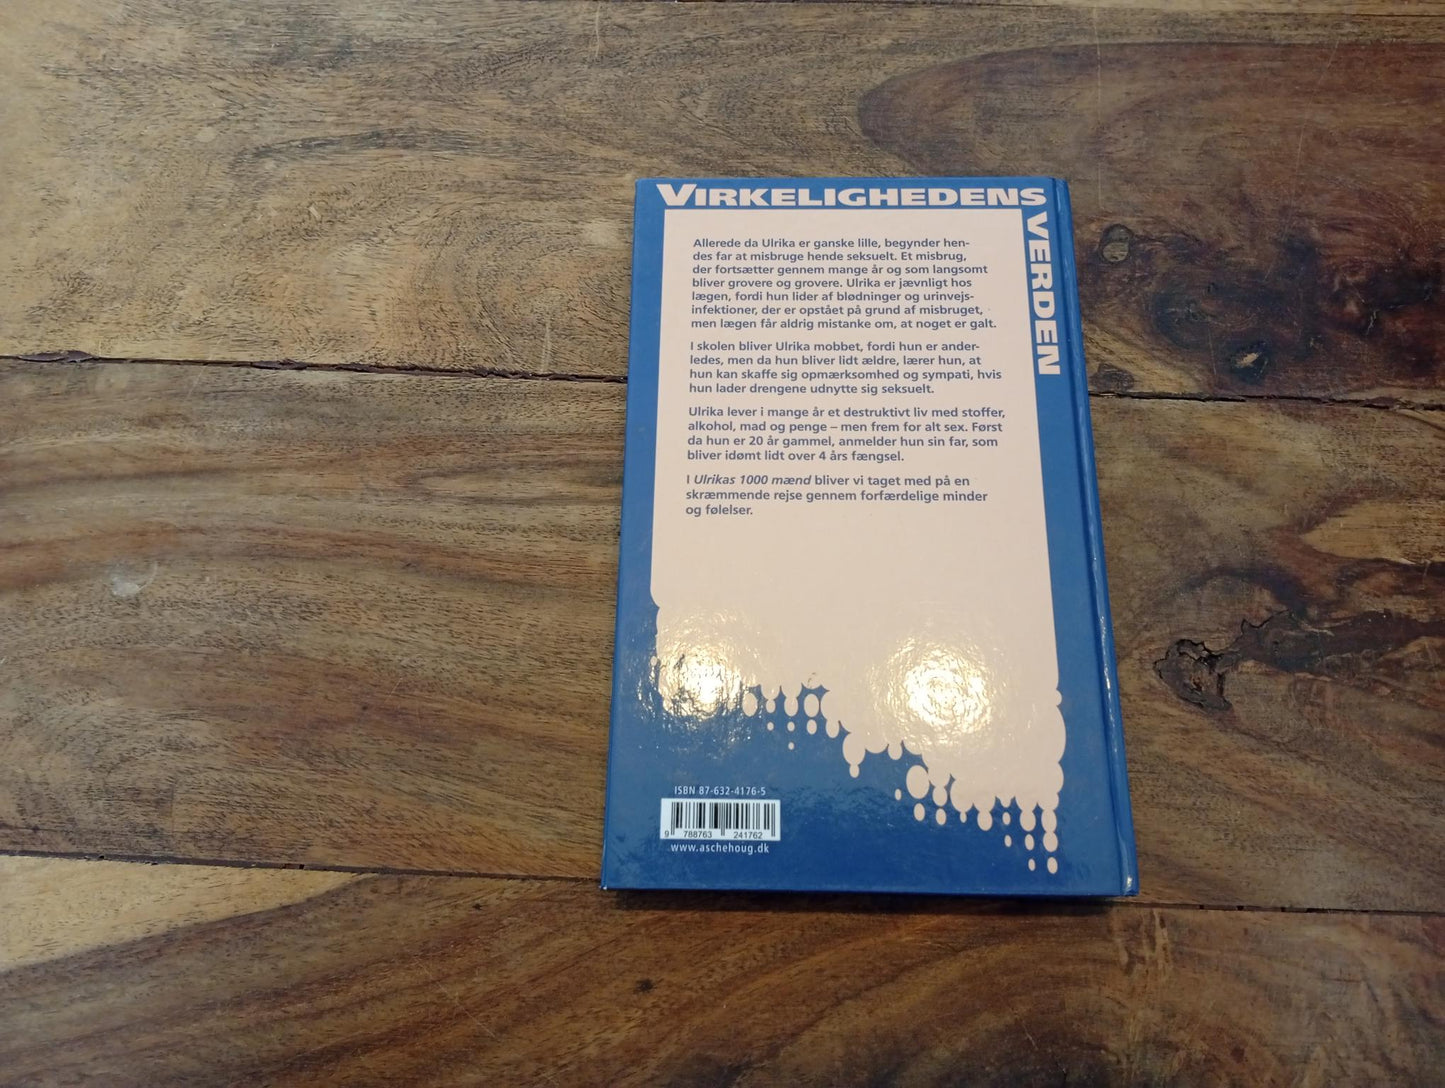 VIRKELIGHEDENS
VERDEN
Allerede da Ulrika er ganske lille, begynder hen-
des far at misbruge hende seksuelt. Et misbrug,
der fortsætter gennem mange år og som langsomt
bliver grovere og grovere. Ulrika er jævnligt hos
lægen, fordi hun lider af blødninger og urinvejs-
infektioner, der er opstået på grund af misbruget,
men lægen får aldrig mistanke om, at noget er galt.
I skolen bliver Ulrika mobbet, fordi hun er ander-
ledes, men da hun bliver lidt ældre, lærer hun, at
hun kan skaffe sig opmærksomhed og sympati, hvis
hun lader drengene udnytte sig seksuelt.
Ulrika lever i mange år et destruktivt liv med stoffer,
alkohol, mad og penge – men frem for alt sex. Først
da hun er 20 år gammel, anmelder hun sin far, som
bliver idømt lidt over 4 års fængsel.
I Ulrikas 1000 mænd bliver vi taget med på en
skræmmende rejse gennem forfærdelige minder
og følelser.
ISBN 87-632-4176-5
9 788763 241762
www.aschehoug.dk